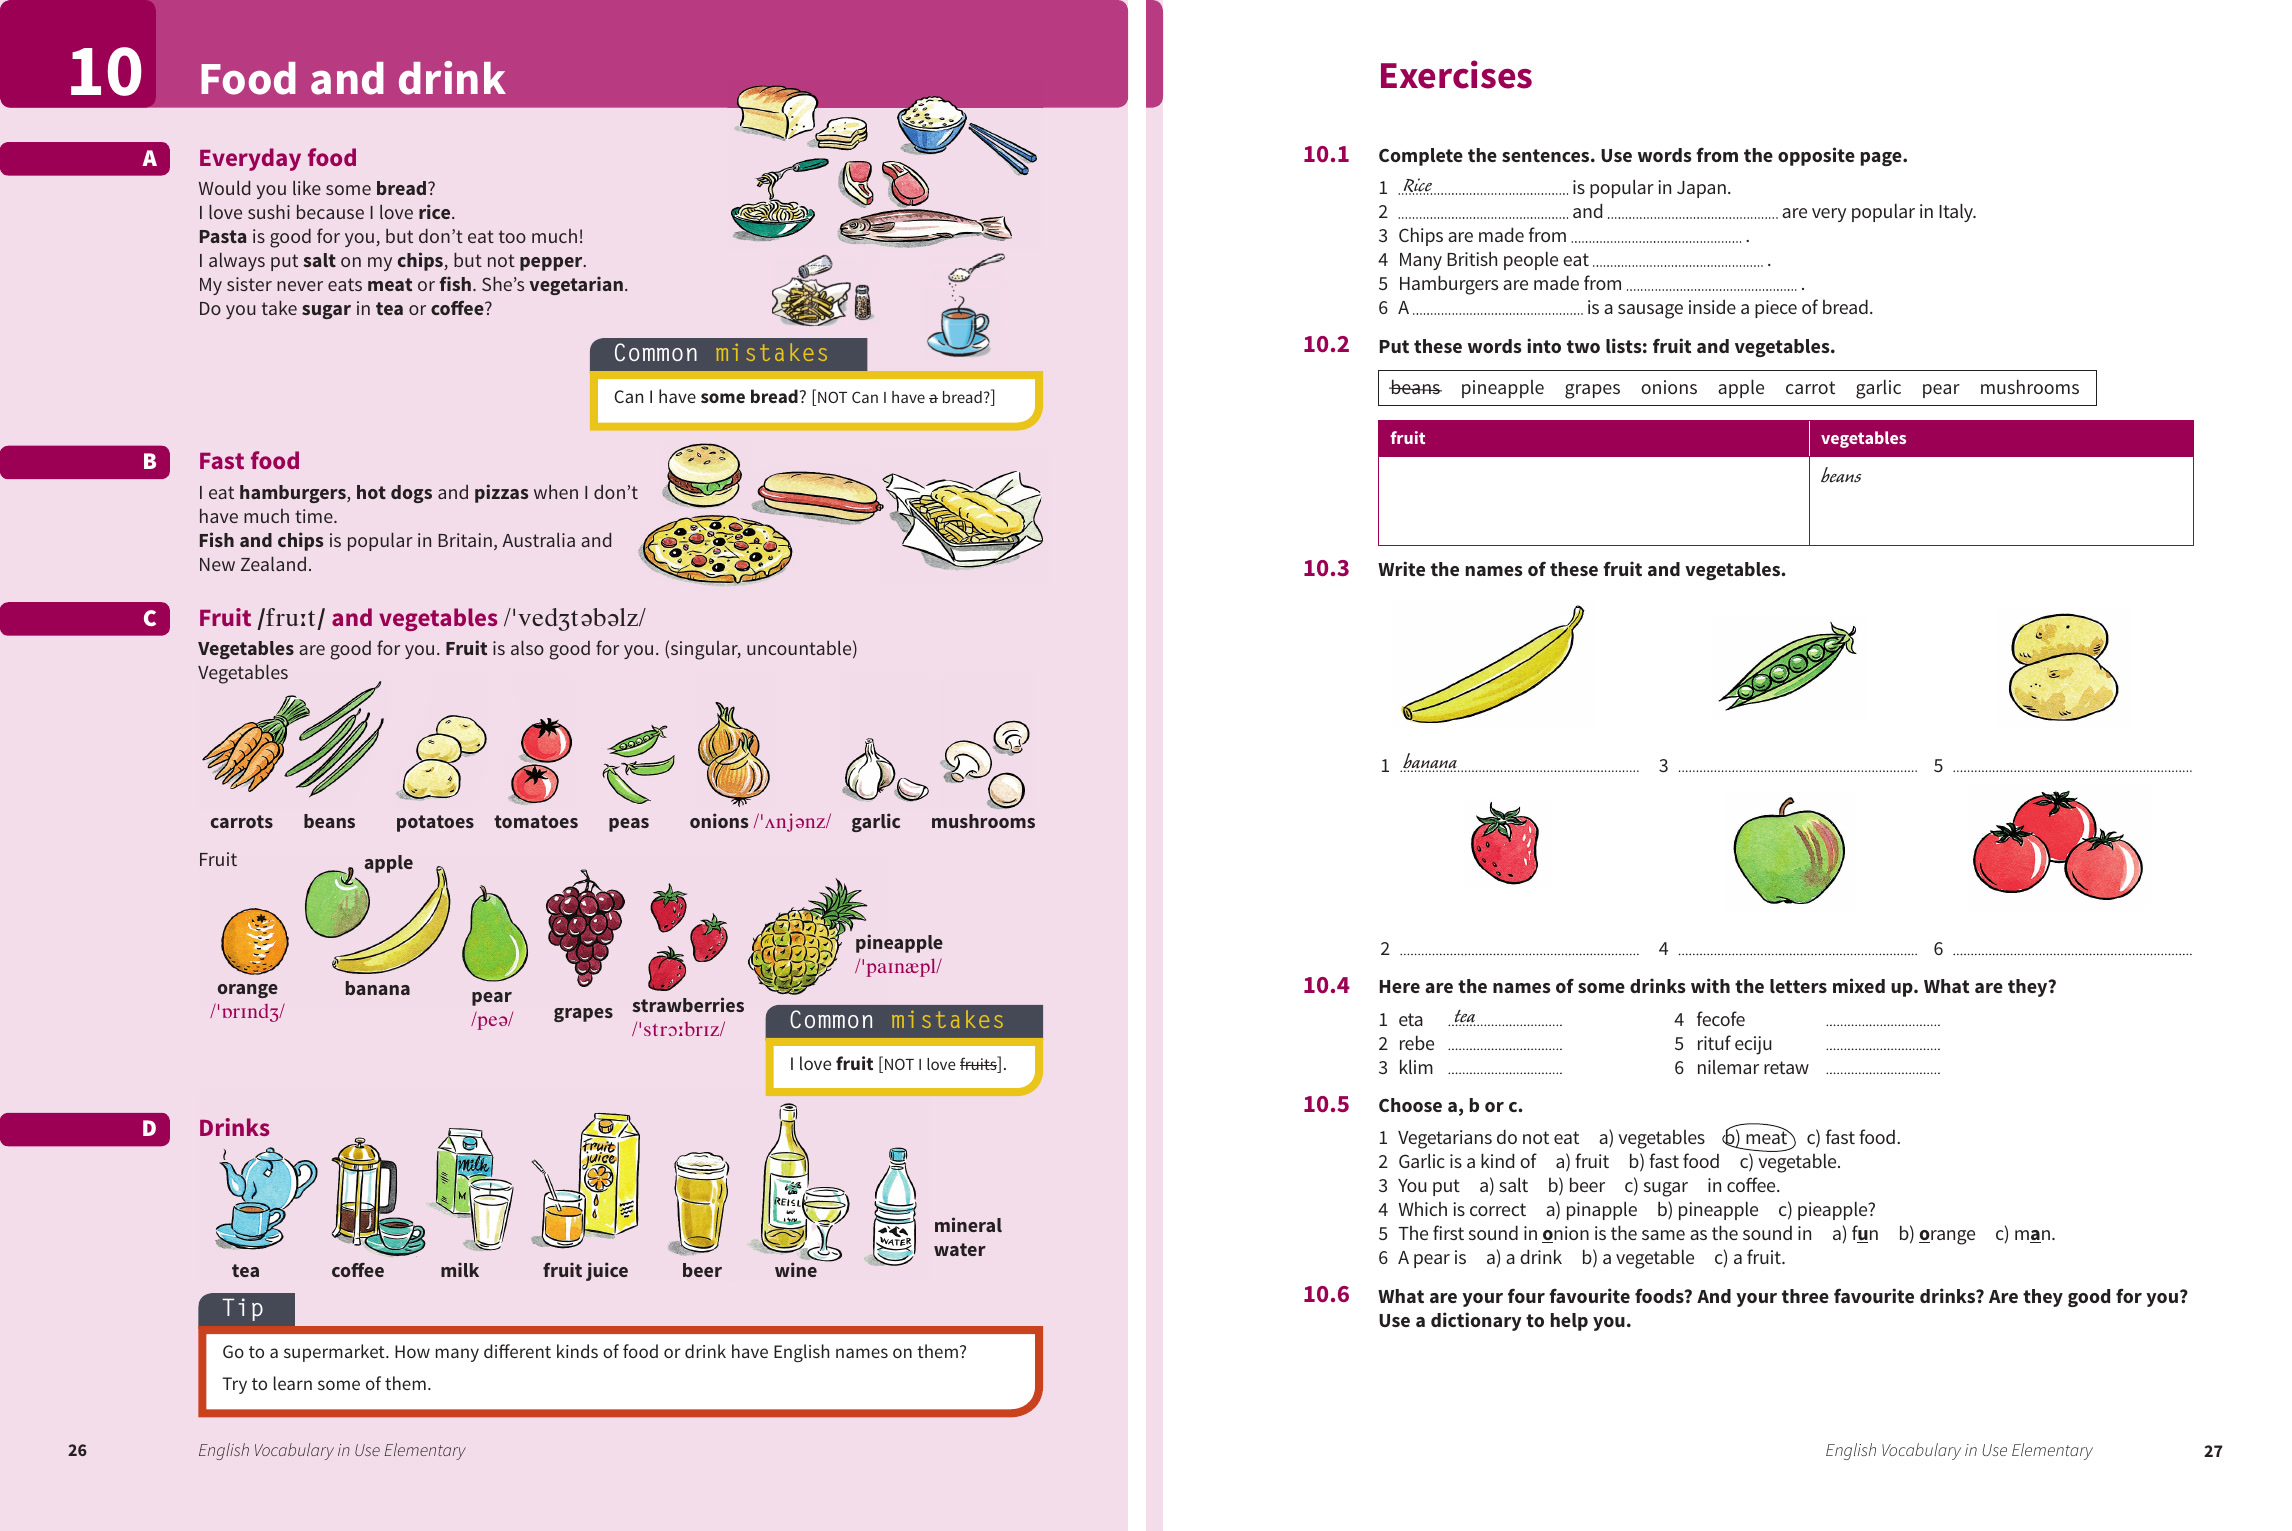 10
Food and drink
A
Everyday food
Would you like some bread?
I love sushi because I love rice.
Pasta is good for you, but don't eat too much!
I always put salt on my chips, but not pepper.
My sister never eats meat or fish. She's vegetarian.
Do you take sugar in tea or coffee?
Common mistakes
Can I have some bread? [NOT Can I have a bread?]
B
Fast food
I eat hamburgers, hot dogs and pizzas when I don't
have much time.
Fish and chips is popular in Britain, Australia and
New Zealand.
C
Fruit /fruːt/ and vegetables /ˈvedʒtəbəlz/
Vegetables are good for you. Fruit is also good for you. (singular, uncountable)
Vegetables
carrots beans potatoes tomatoes peas onions /ˈʌnjənz/ garlic mushrooms
Fruit
apple
orange
/ˈɒrɪndʒ/
banana
pear
/peə/
grapes
strawberries
/ˈstrɔːbrɪz/
pineapple
/ˈpaɪnæpl/
Common mistakes
I love fruit [NOT I love fruits].
D
Drinks
Milk
M
Fruit
juice
REISL
WATER
tea coffee milk fruit juice beer wine
mineral
water
Tip
Go to a supermarket. How many different kinds of food or drink have English names on them?
Try to learn some of them.
26 English Vocabulary in Use Elementary
Exercises
10.1 Complete the sentences. Use words from the opposite page.
1 Rice is popular in Japan.
2 ........ and ........ are very popular in Italy.
3 Chips are made from ........ .
4 Many British people eat ........ .
5 Hamburgers are made from ........ .
6 A ........ is a sausage inside a piece of bread.
10.2 Put these words into two lists: fruit and vegetables.
beans pineapple grapes onions apple carrot garlic pear mushrooms
fruit vegetables
beans
10.3 Write the names of these fruit and vegetables.
1 banana 3 ........ 5 ........
2 ........ 4 ........ 6 ........
10.4 Here are the names of some drinks with the letters mixed up. What are they?
1 eta tea 4 fecofe ........
2 rebe ........ 5 rituf eciju ........
3 klim ........ 6 nilemar retaw ........
10.5 Choose a, b or c.
1 Vegetarians do not eat a) vegetables b) meat c) fast food.
2 Garlic is a kind of a) fruit b) fast food c) vegetable.
3 You put a) salt b) beer c) sugar in coffee.
4 Which is correct a) pinapple b) pineapple c) pieapple?
5 The first sound in onion is the same as the sound in a) fun b) orange c) man.
6 A pear is a) a drink b) a vegetable c) a fruit.
10.6 What are your four favourite foods? And your three favourite drinks? Are they good for you?
Use a dictionary to help you.
English Vocabulary in Use Elementary 27